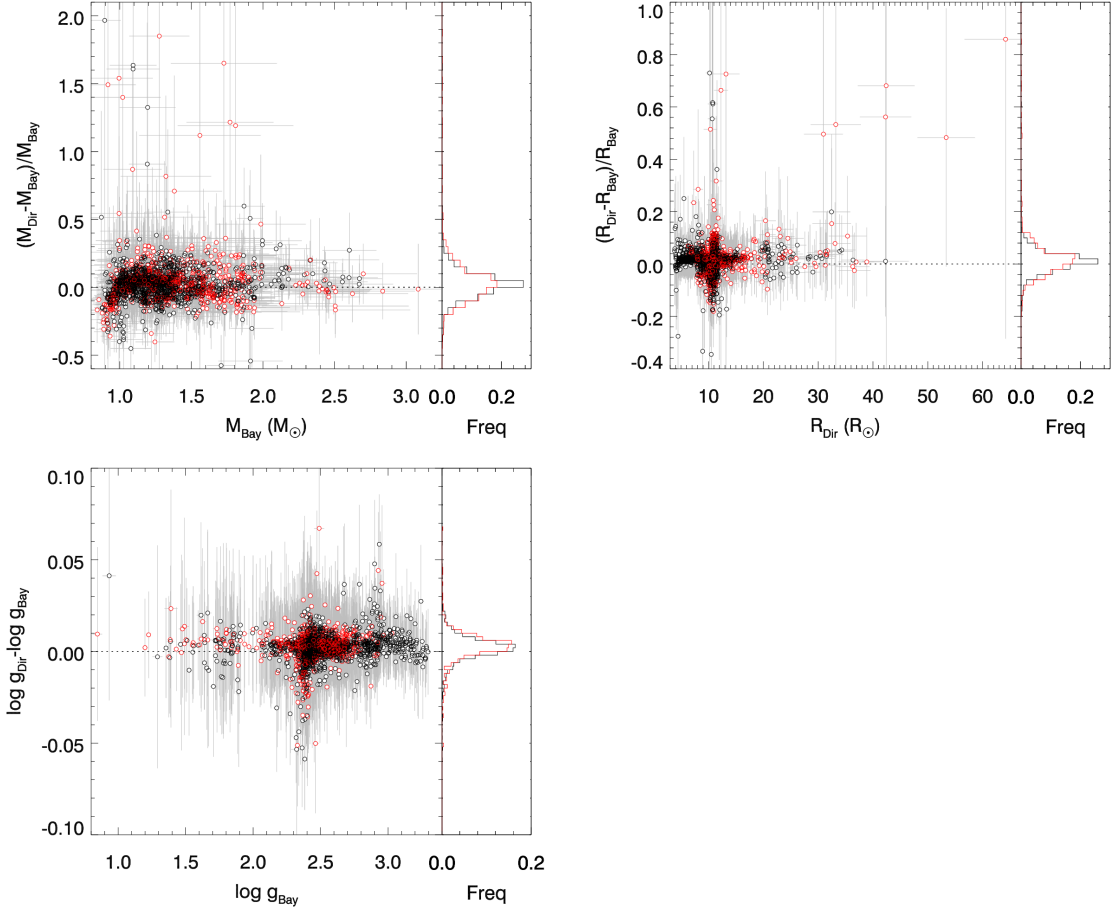 2.0
1.5
1.0
0.5
0.0
-0.5
(M_Dir-M_Bay)/M_Bay
1.0 1.5 2.0 2.5 3.0
M_Bay (M_⊙)
0.0 0.2
Freq
1.0
0.8
0.6
0.4
0.2
0.0
-0.2
-0.4
(R_Dir-R_Bay)/R_Bay
10 20 30 40 50 60
R_Dir (R_⊙)
0.0 0.2
Freq
0.10
0.05
0.00
-0.05
-0.10
log g_Dir-log g_Bay
1.0 1.5 2.0 2.5 3.0
log g_Bay
0.0 0.2
Freq